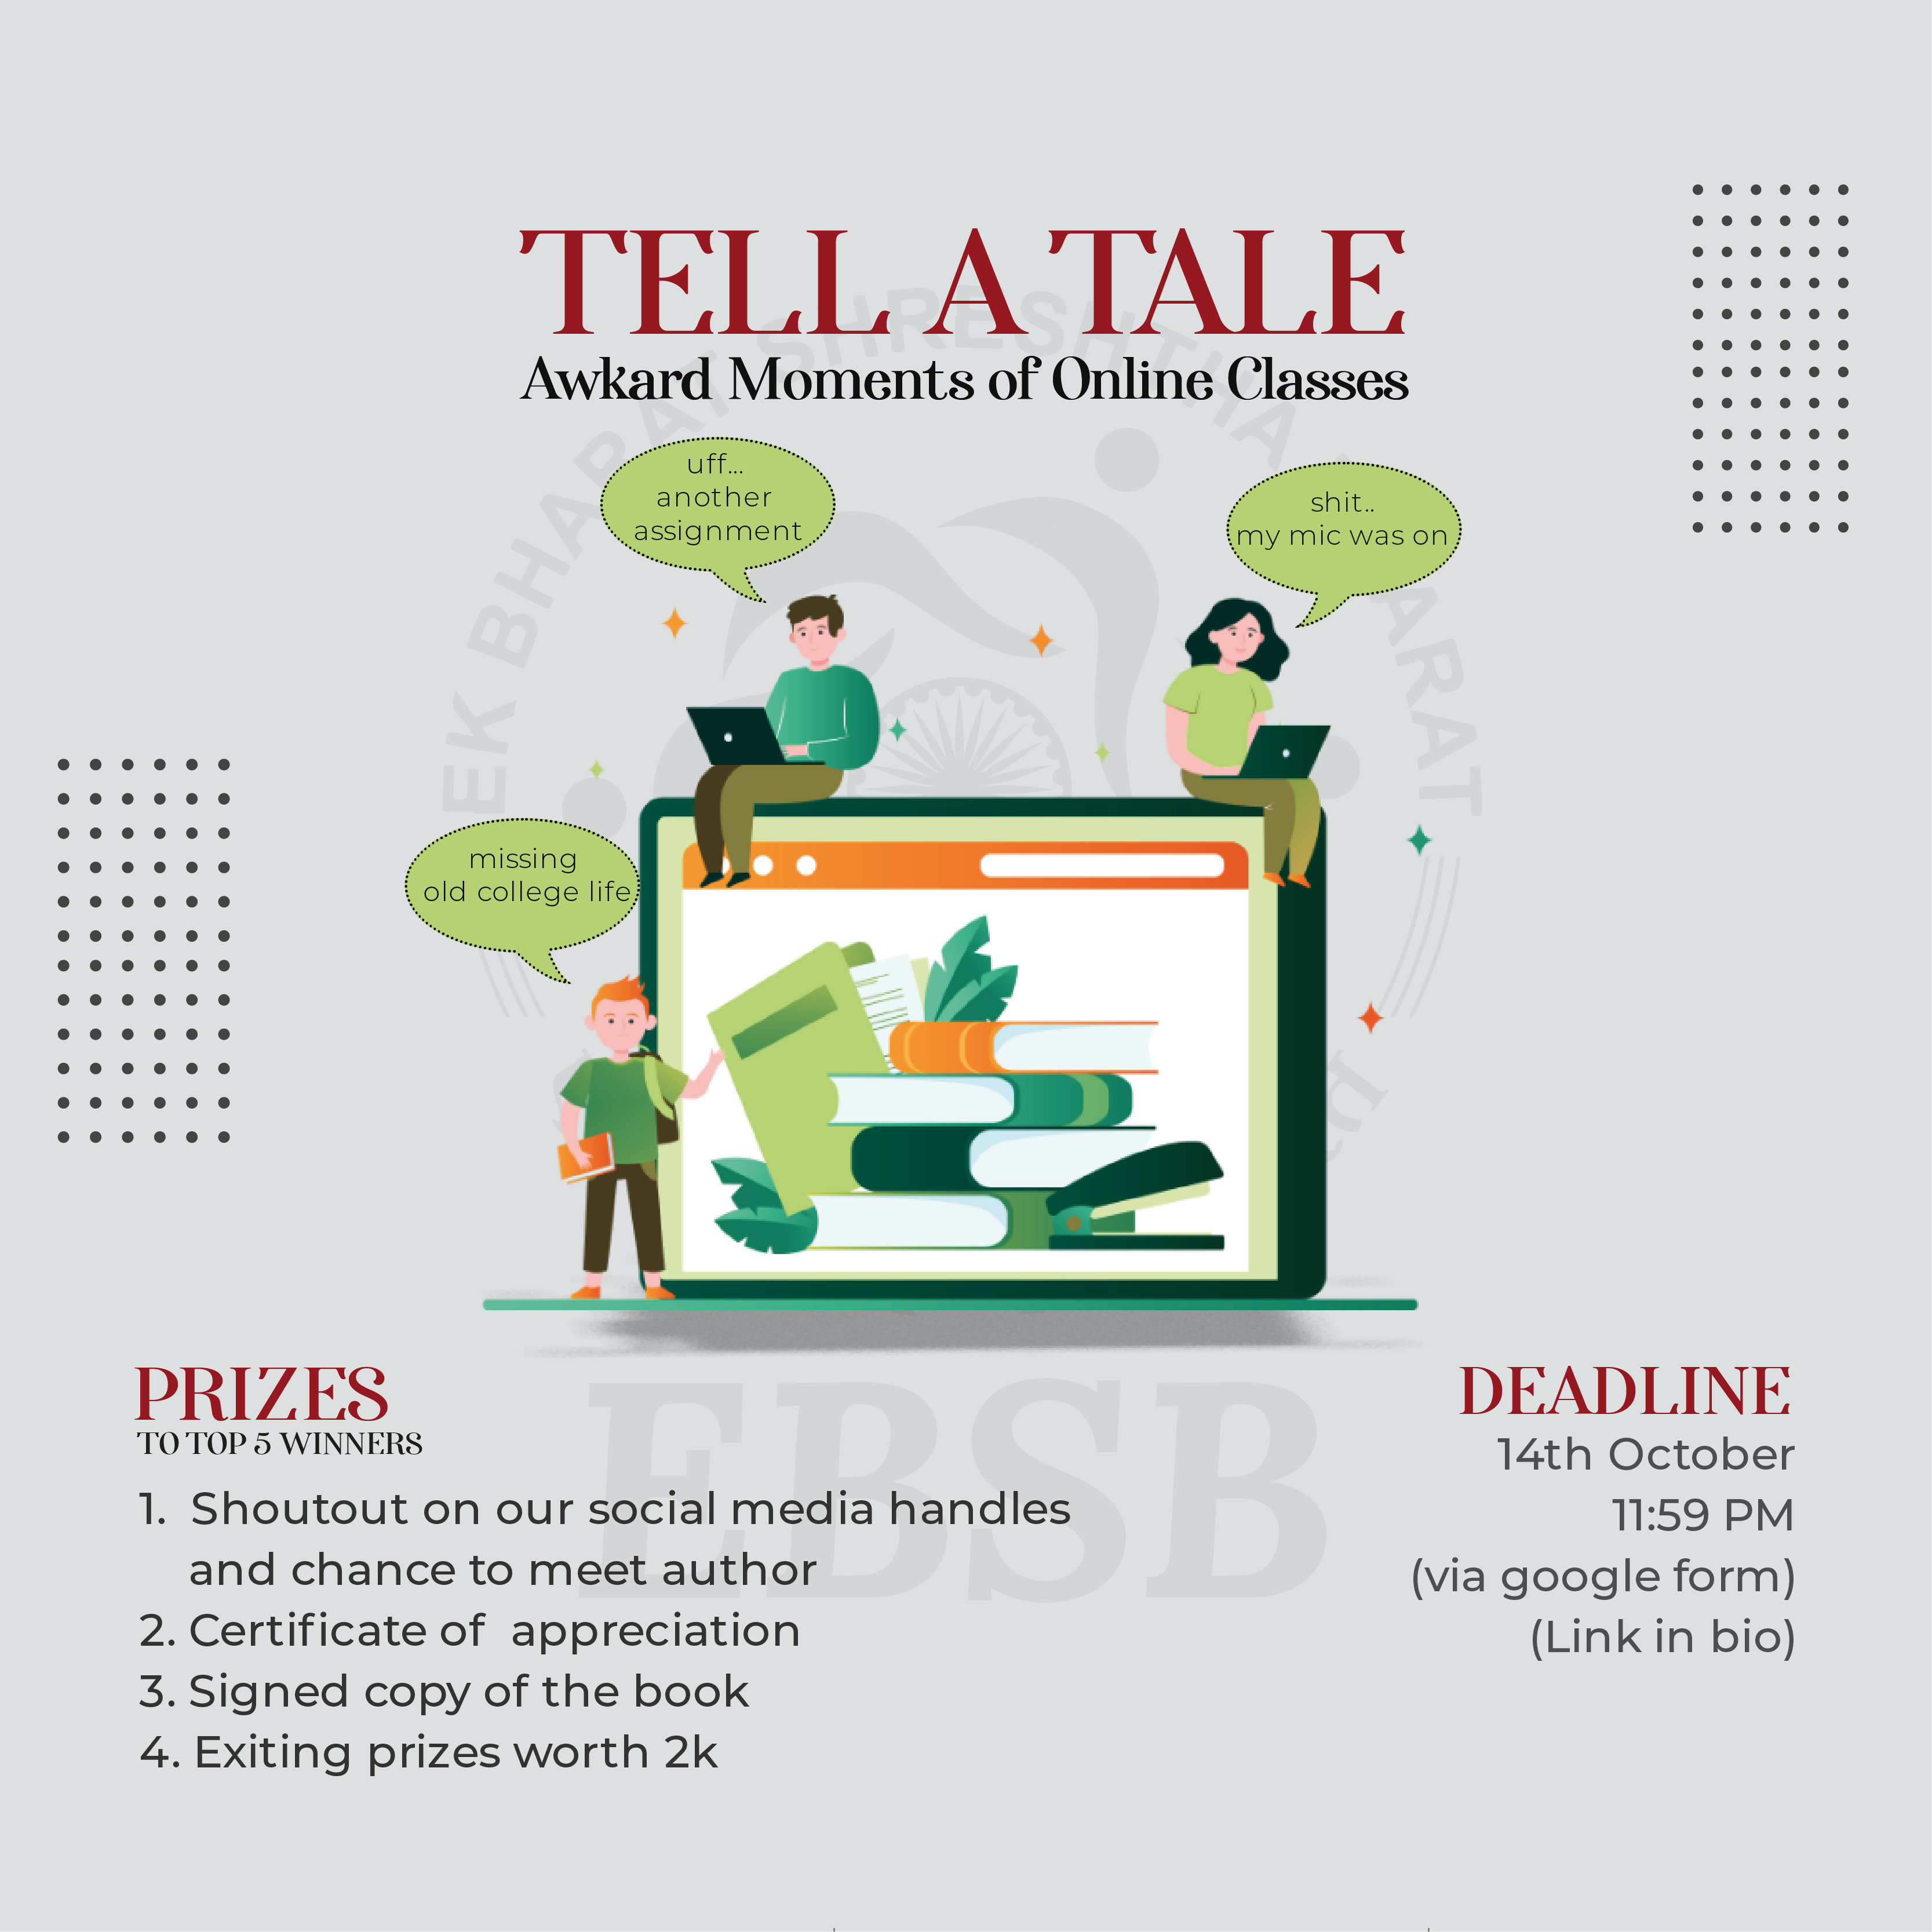 TELL A TALE
Awkard Moments of Online Classes
EK BHARAT SHRESHTHA BHARAT
uff...
another
assignment
shit..
my mic was on
missing
old college life
EBSB
PRIZES
TO TOP 5 WINNERS
1. Shoutout on our social media handles
and chance to meet author
2. Certificate of appreciation
3. Signed copy of the book
4. Exiting prizes worth 2k
DEADLINE
14th October
11:59 PM
(via google form)
(Link in bio)